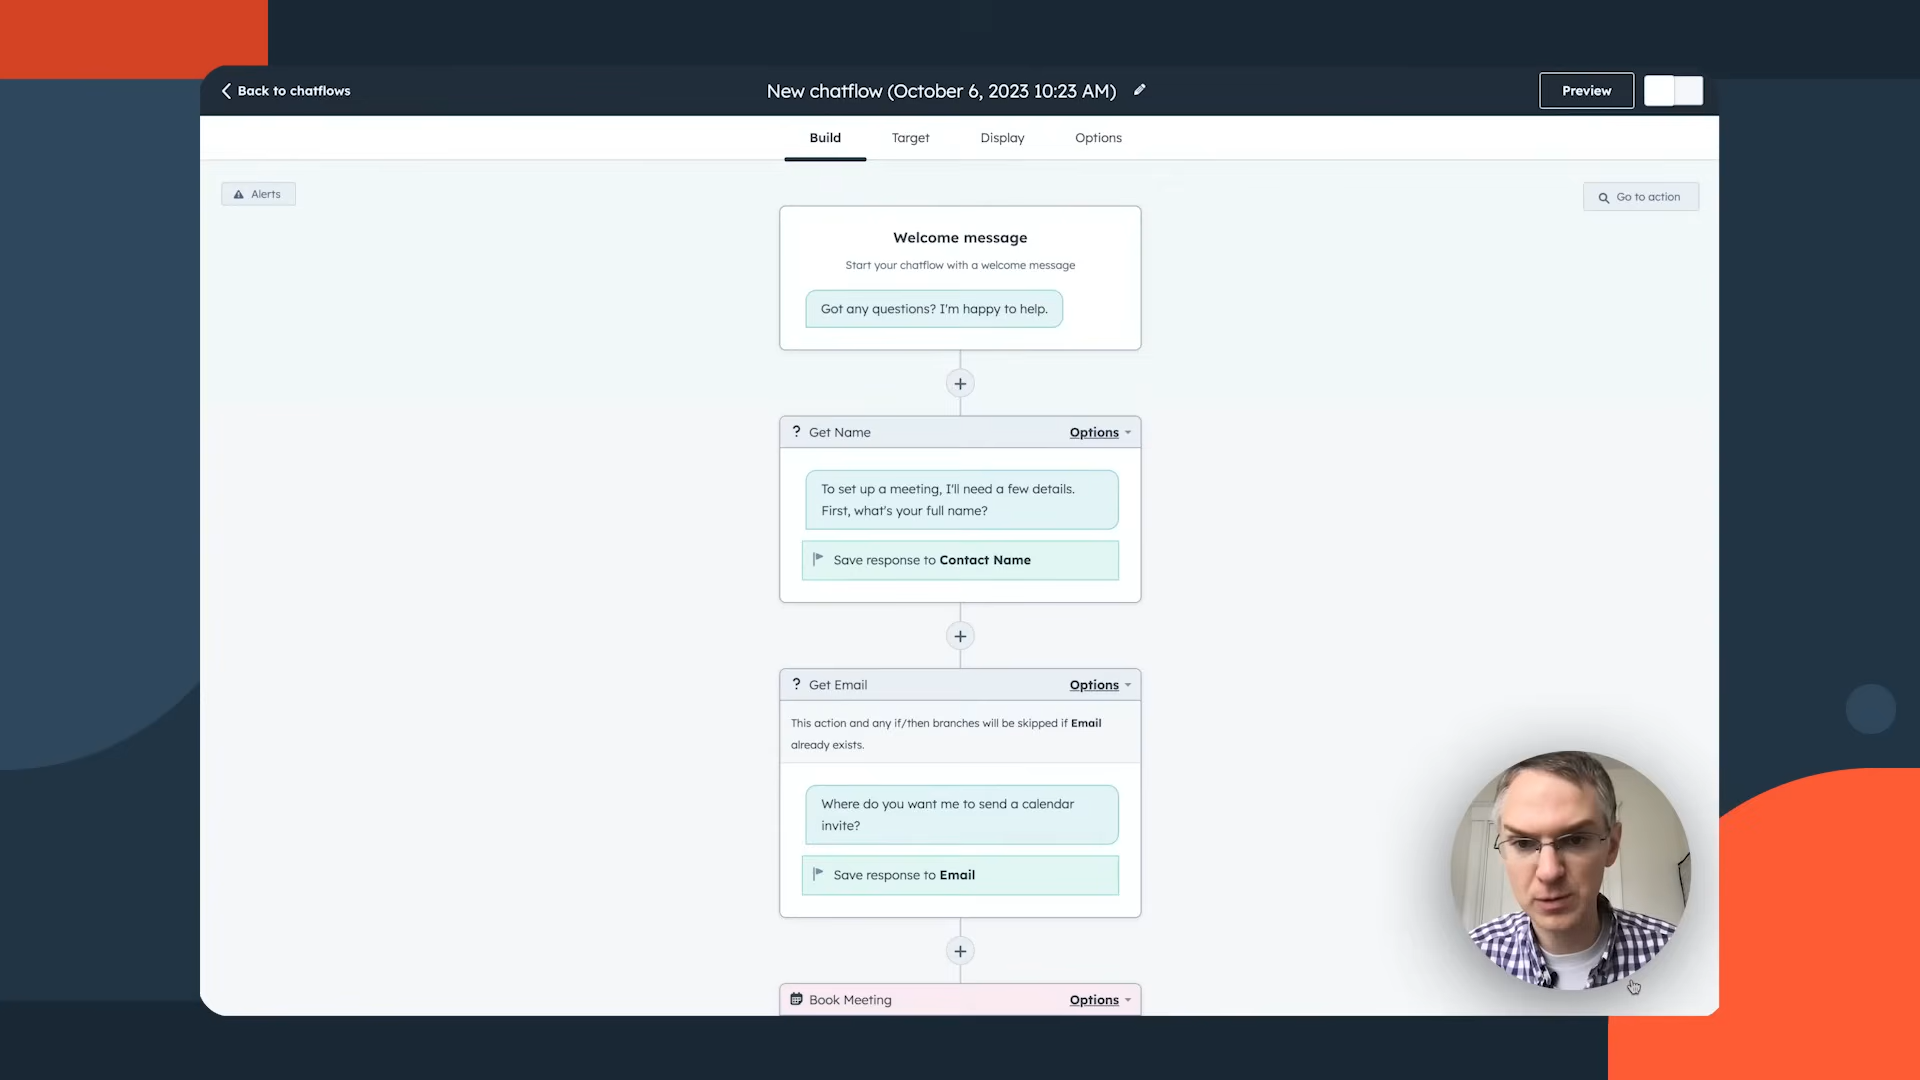 Back to chatflows
New chatflow (October 6, 2023 10:23 AM)
Preview
Build
Target
Display
Options
Alerts
Go to action
Welcome message
Start your chatflow with a welcome message
Got any questions? I'm happy to help.
+
? Get Name
Options
To set up a meeting, I'll need a few details.
First, what's your full name?
Save response to Contact Name
+
? Get Email
Options
This action and any if/then branches will be skipped if Email
already exists.
Where do you want me to send a calendar
invite?
Save response to Email
+
Book Meeting
Options